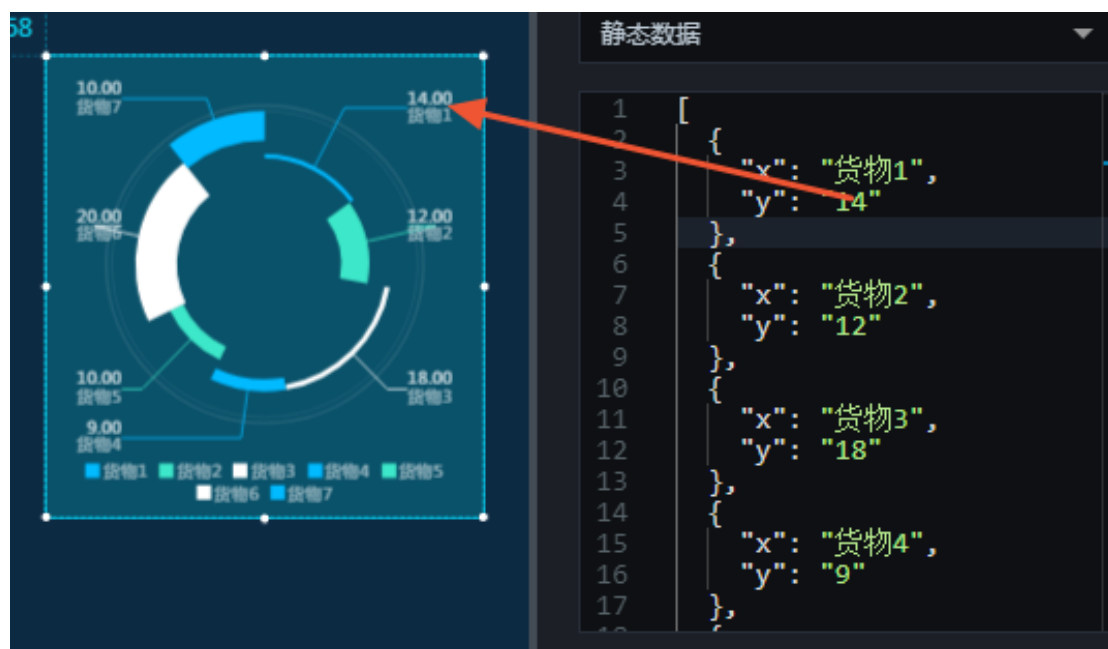 58
10.00
货物7
14.00
货物1
20.00
货物6
12.00
货物2
10.00
货物5
18.00
货物3
9.00
货物4
货物1 货物2 货物3 货物4 货物5
货物6 货物7
静态数据
1 [
2 {
3 "x": "货物1",
4 "y": "14"
5 },
6 {
7 "x": "货物2",
8 "y": "12"
9 },
10 {
11 "x": "货物3",
12 "y": "18"
13 },
14 {
15 "x": "货物4",
16 "y": "9"
17 },